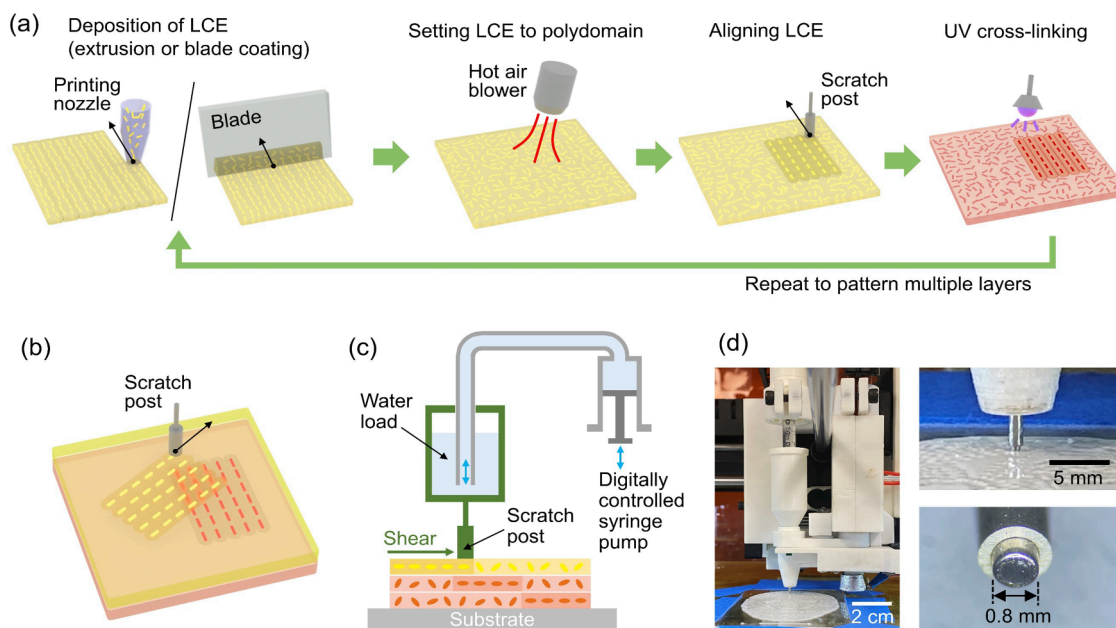 (a)
Deposition of LCE
(extrusion or blade coating)
Printing
nozzle
Blade
Setting LCE to polydomain
Hot air
blower
Aligning LCE
Scratch
post
UV cross-linking
Repeat to pattern multiple layers
(b)
Scratch
post
(c)
Water
load
Digitally
controlled
syringe
pump
Shear
Scratch
post
Substrate
(d)
2 cm
5 mm
0.8 mm